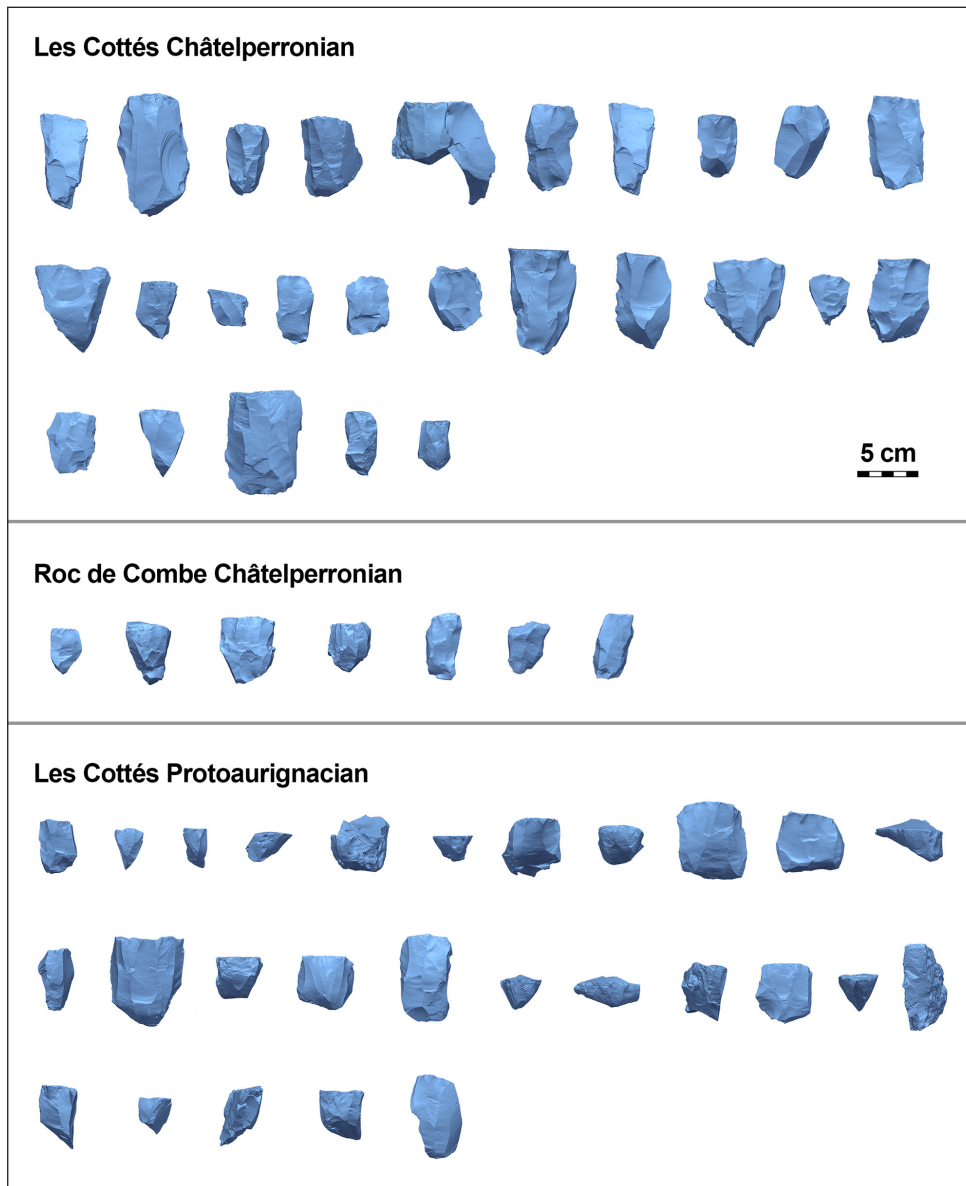 Les Cottés Châtelperronian
5 cm
Roc de Combe Châtelperronian
Les Cottés Protoaurignacian